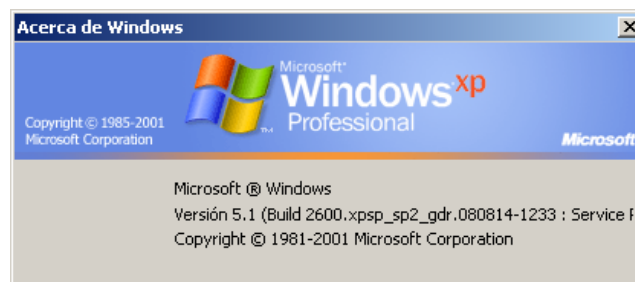 Acerca de Windows
Microsoft
Windows xp
Professional
Copyright © 1985-2001
Microsoft Corporation
Microsoft
Microsoft ® Windows
Versión 5.1 (Build 2600.xpsp_sp2_gdr.080814-1233 : Service
Copyright © 1981-2001 Microsoft Corporation